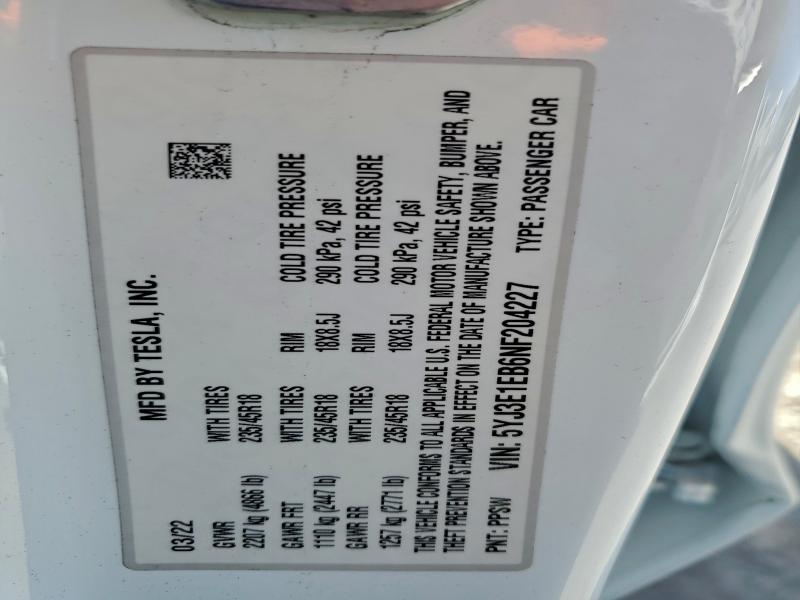 MFD BY TESLA, INC.
03/22
GVWR WITH TIRES
2207 kg (4866 lb) 235/45R18
GAWR FRT WITH TIRES RIM COLD TIRE PRESSURE
1110 kg (2447 lb) 235/45R18 18X8.5J 290 kPa, 42 psi
GAWR RR WITH TIRES RIM COLD TIRE PRESSURE
1257 kg (2771 lb) 235/45R18 18X8.5J 290 kPa, 42 psi
THIS VEHICLE CONFORMS TO ALL APPLICABLE U.S. FEDERAL MOTOR VEHICLE SAFETY, BUMPER, AND
THEFT PREVENTION STANDARDS IN EFFECT ON THE DATE OF MANUFACTURE SHOWN ABOVE.
PNT: PPSW VIN: 5YJ3E1EB6NF204227 TYPE: PASSENGER CAR